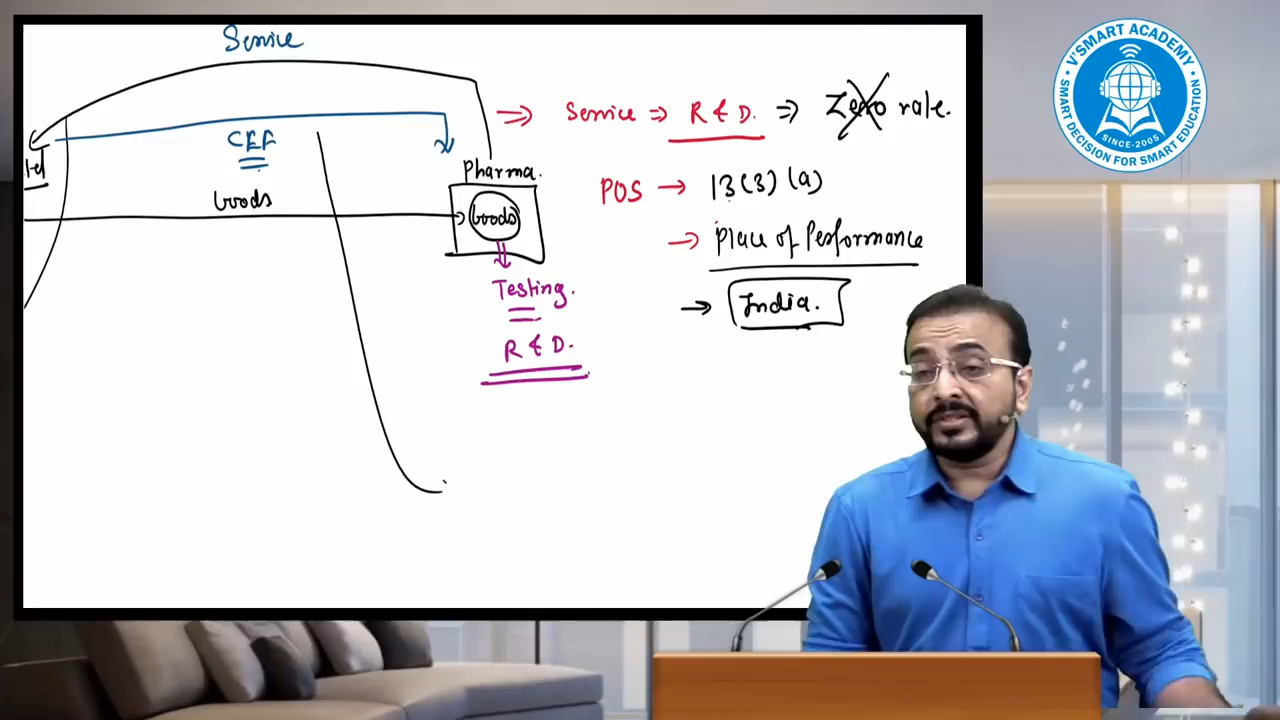 Service
CEF
Goods
Pharma.
Goods
Testing.
R & D.
⇒ Service ⇒ R & D. ⇒ Zero rate.
POS → 13(3)(a)
→ Place of Performance
→ India.
V'SMART ACADEMY
SMART DECISION FOR SMART EDUCATION
SINCE-2005